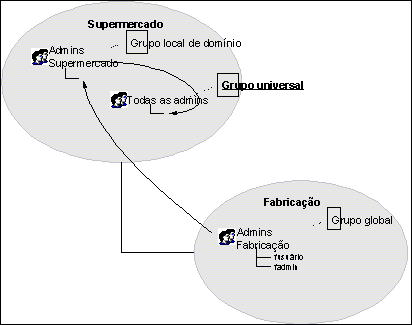 Supermercado
Grupo local de domínio
Admins
Supermercado
Grupo universal
Todas as admins
Fabricação
Grupo global
Admins
Fabricação
fusuário
fadmin